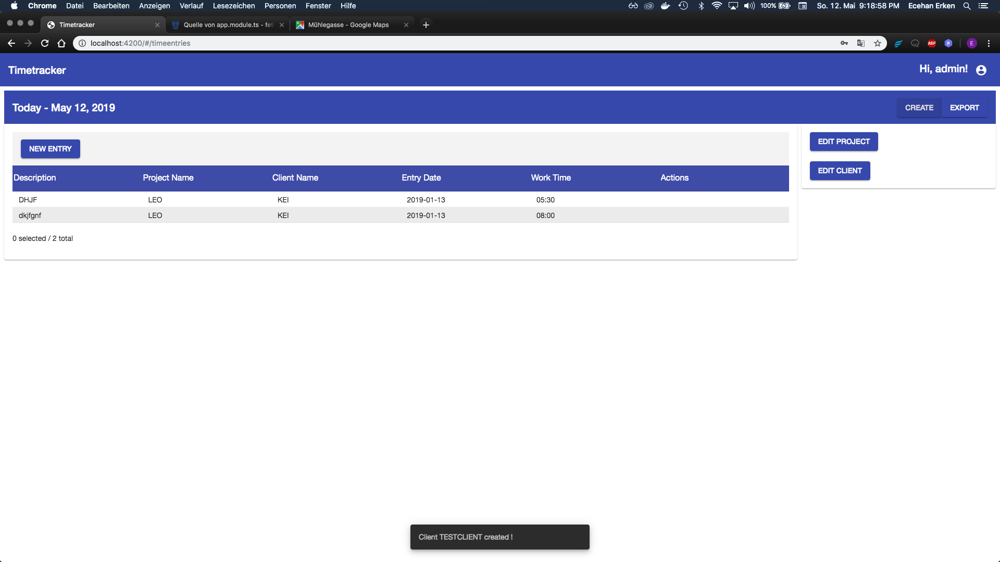 Chrome Datei Bearbeiten Anzeigen Verlauf Lesezeichen Personen Fenster Hilfe 100% So. 12. Mai 9:18:58 PM Ecehan Erken
Timetracker Quelle von app.module.ts - fet Mühlegasse - Google Maps
localhost:4200/#/timeentries ABP R E
Timetracker Hi, admin!
Today - May 12, 2019 CREATE EXPORT
NEW ENTRY EDIT PROJECT
EDIT CLIENT
Description Project Name Client Name Entry Date Work Time Actions
DHJF LEO KEI 2019-01-13 05:30
dkjfgnf LEO KEI 2019-01-13 08:00
0 selected / 2 total
Client TESTCLIENT created !